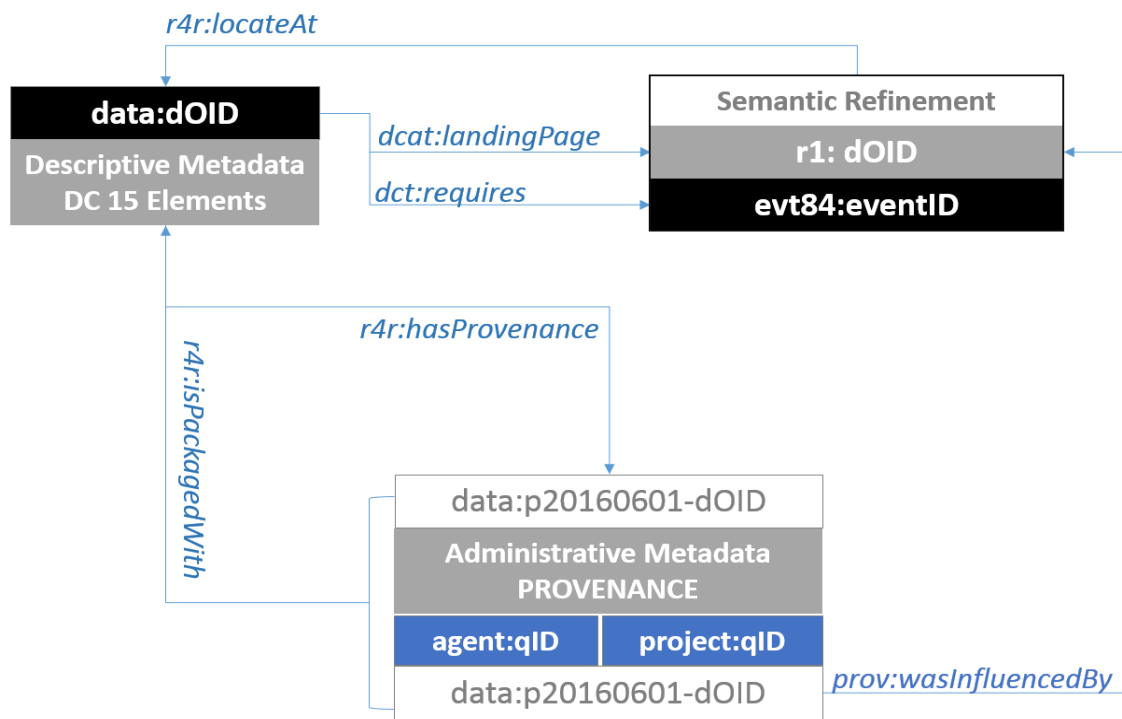 r4r:locateAt
data:dOID
Descriptive Metadata
DC 15 Elements
dcat:landingPage
dct:requires
Semantic Refinement
r1: dOID
evt84:eventID
r4r:hasProvenance
r4r:isPackagedWith
data:p20160601-dOID
Administrative Metadata
PROVENANCE
agent:qID
project:qID
data:p20160601-dOID
prov:wasInfluencedBy